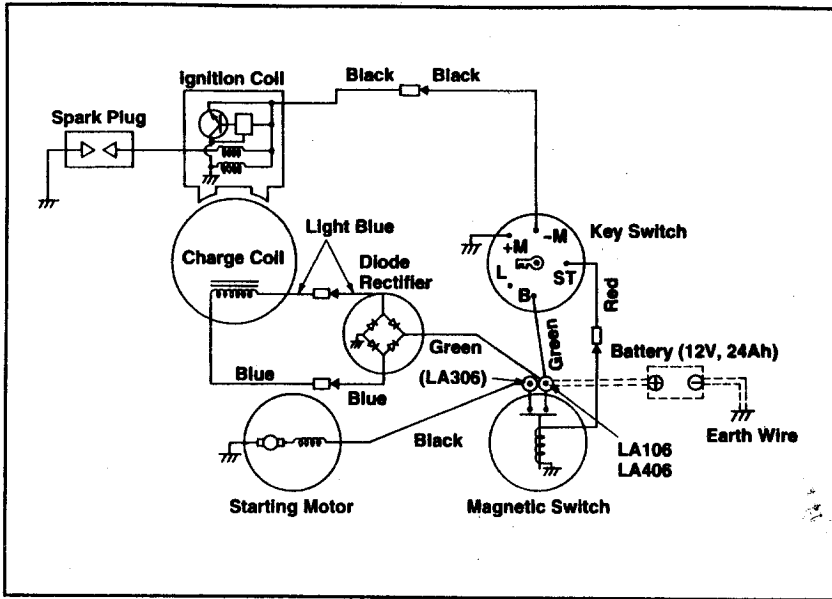 Ignition Coil
Black
Black
Spark Plug
Light Blue
+M
-M
Key Switch
Charge Coil
Diode
Rectifier
L
ST
B
Red
Green
Green
Battery (12V, 24Ah)
Blue
Blue
(LA306)
Black
Earth Wire
LA106
LA406
Starting Motor
Magnetic Switch